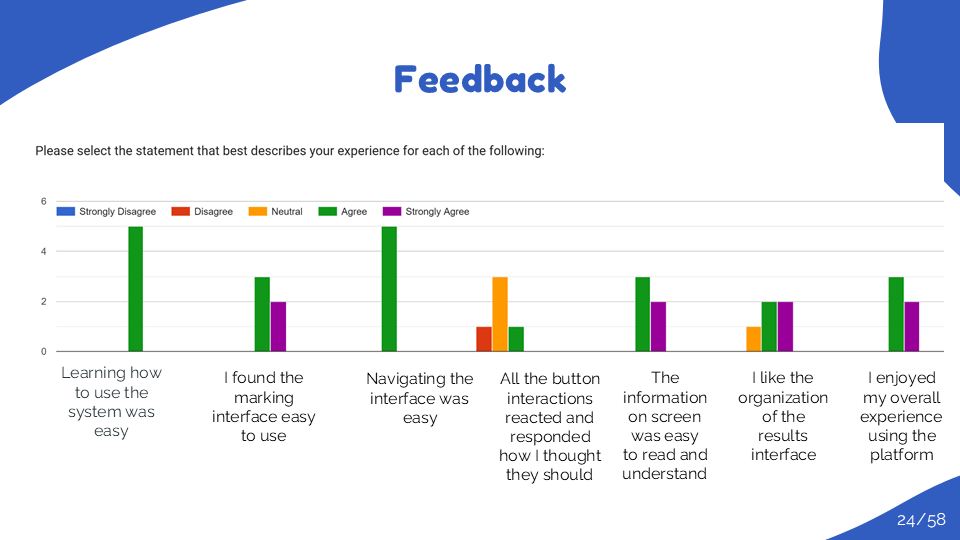 Feedback
Please select the statement that best describes your experience for each of the following:
6
Strongly Disagree
Disagree
Neutral
Agree
Strongly Agree
4
2
0
Learning how
to use the
system was
easy
I found the
marking
interface easy
to use
Navigating the
interface was
easy
All the button
interactions
reacted and
responded
how I thought
they should
The
information
on screen
was easy
to read and
understand
I like the
organization
of the
results
interface
I enjoyed
my overall
experience
using the
platform
24/58